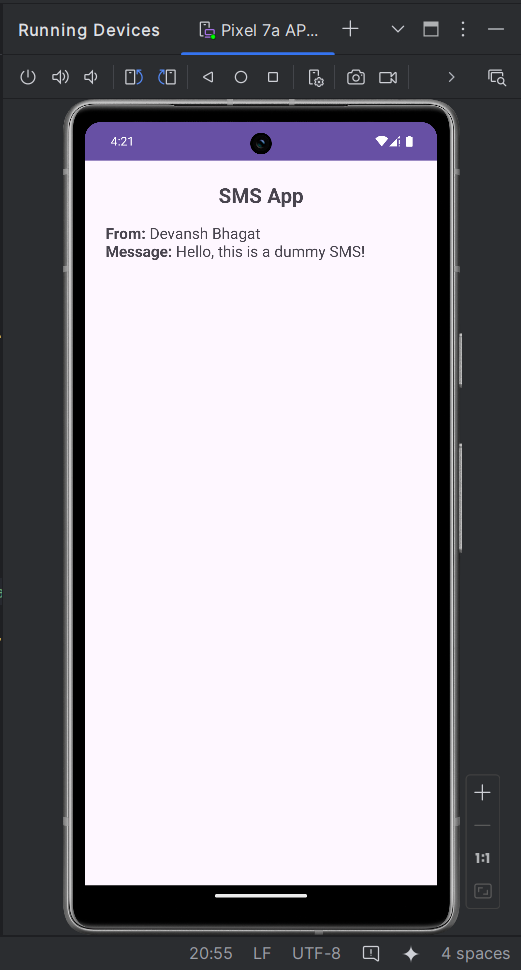 Running Devices
Pixel 7a AP...
4:21
SMS App
From: Devansh Bhagat
Message: Hello, this is a dummy SMS!
1:1
20:55 LF UTF-8 4 spaces